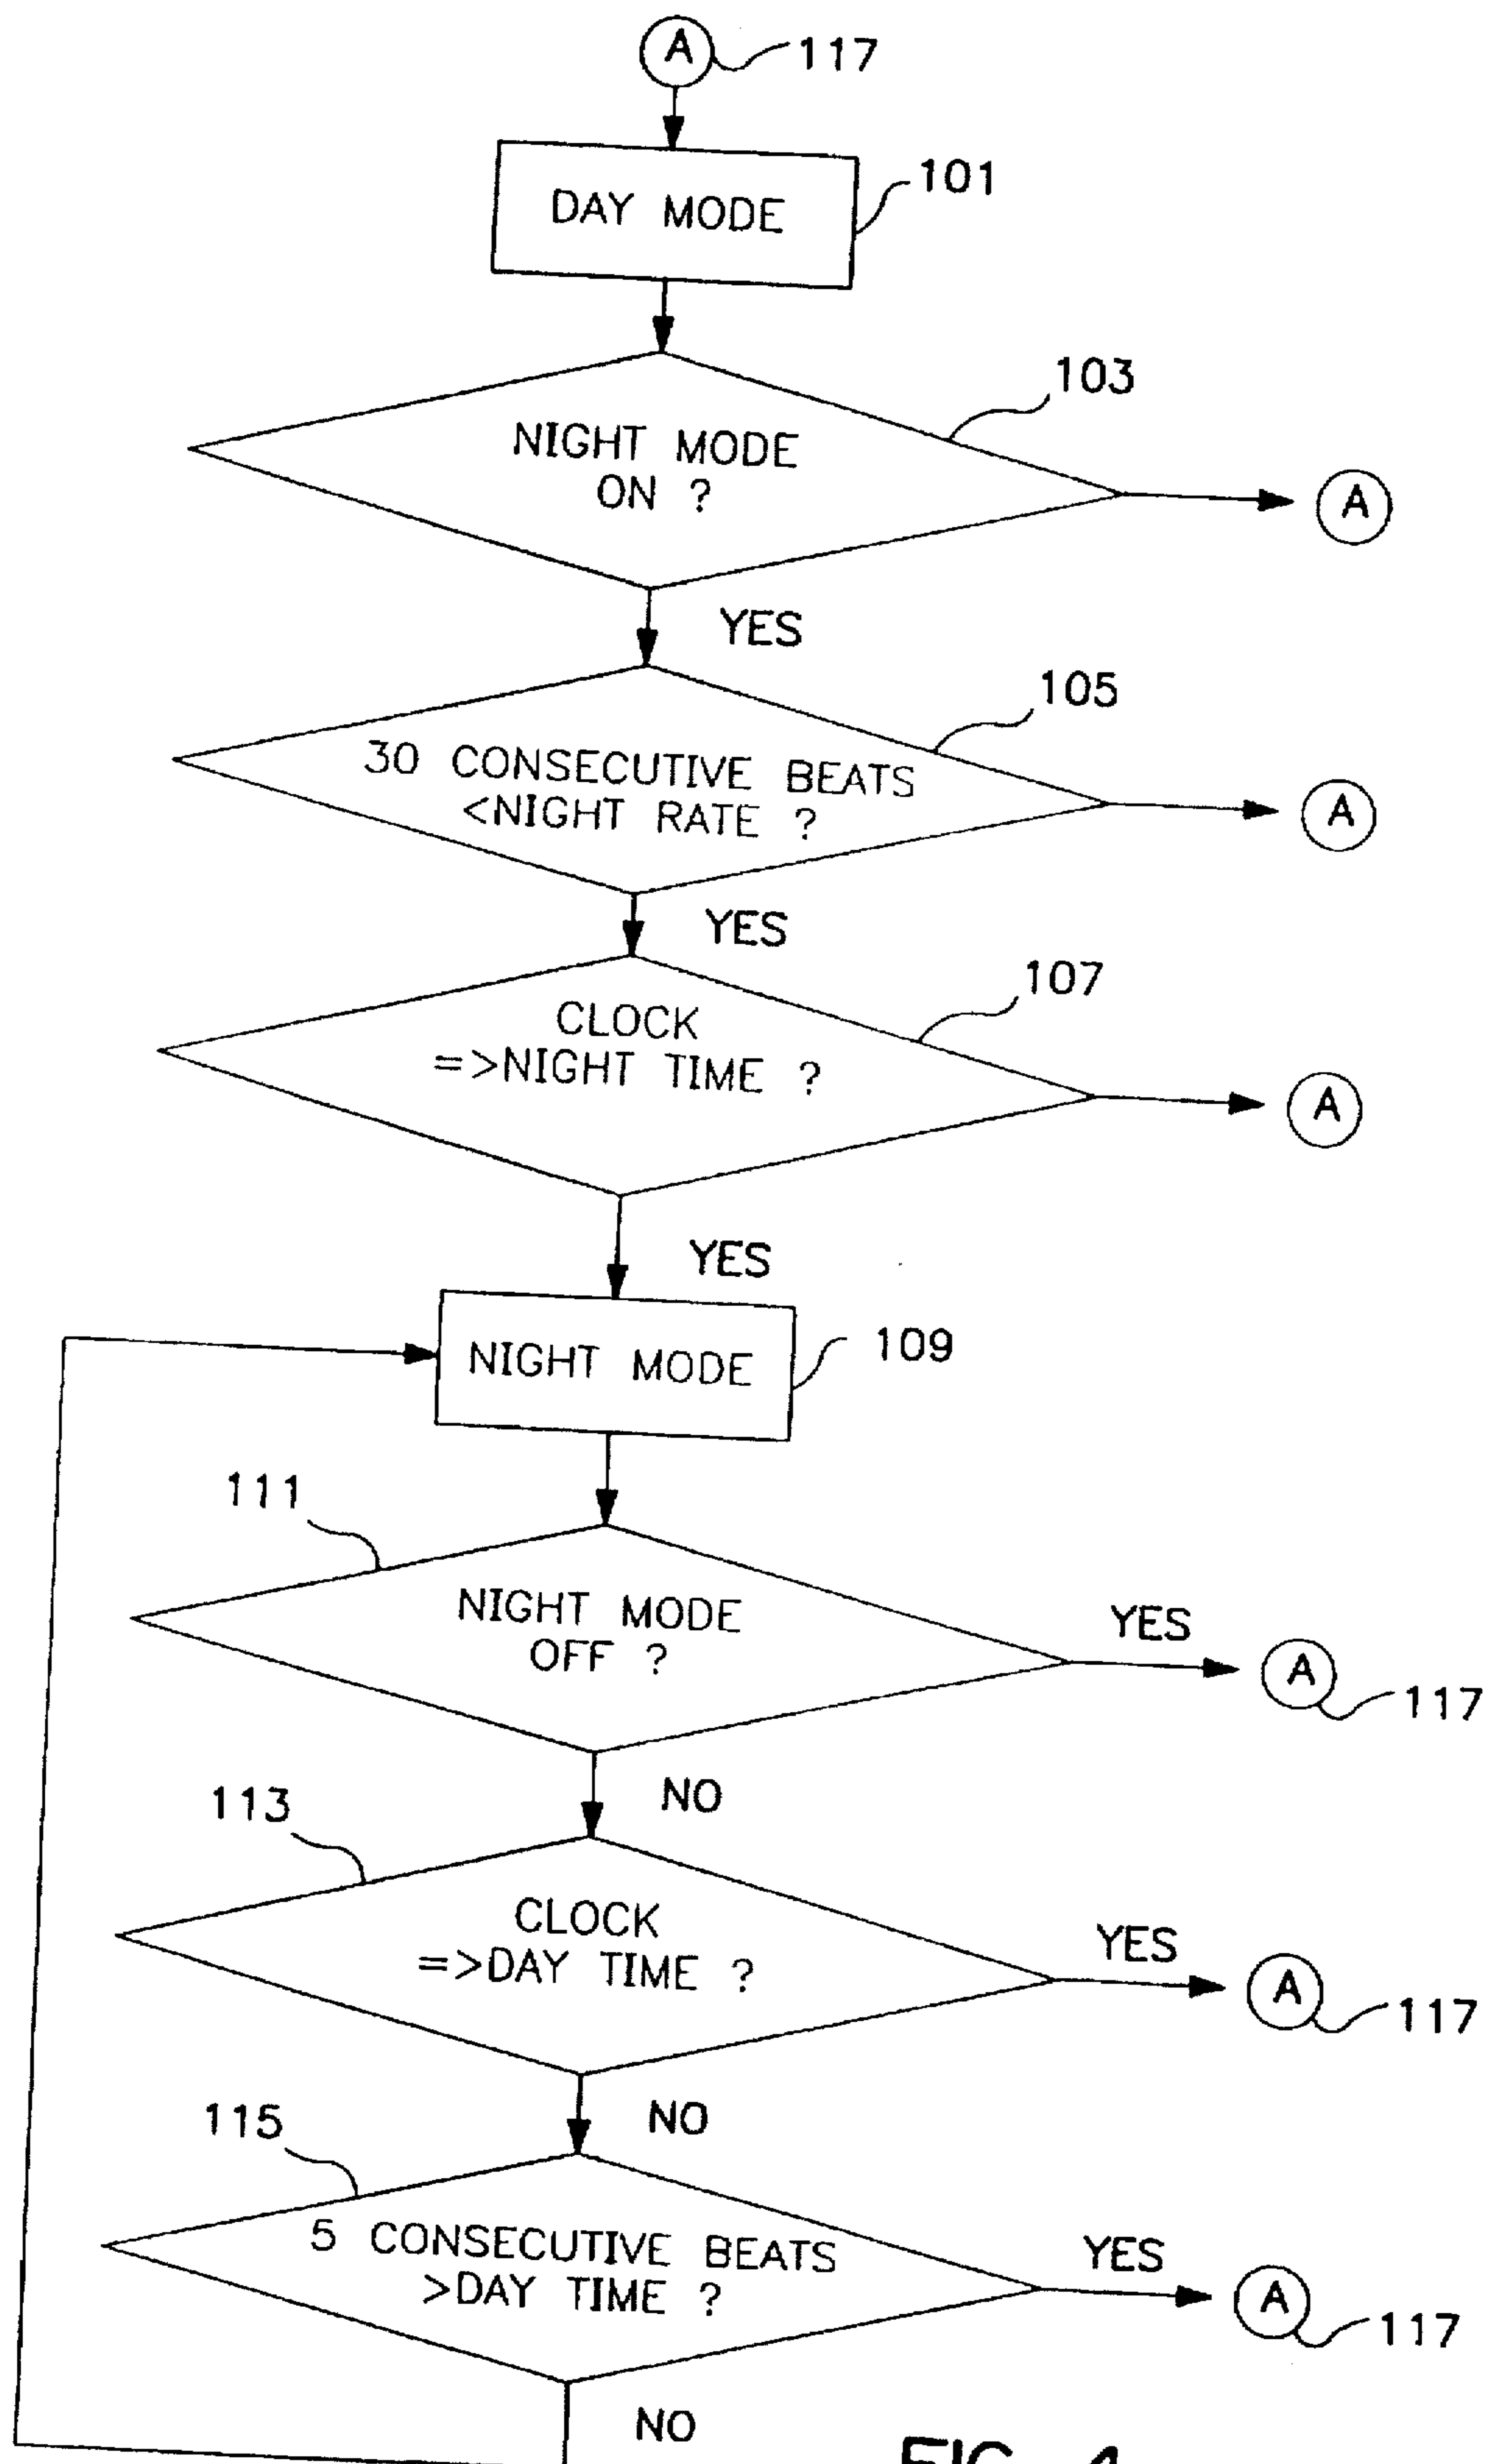 A 117
DAY MODE 101
103
NIGHT MODE
ON ?
A
YES
105
30 CONSECUTIVE BEATS
<NIGHT RATE ?
A
YES
107
CLOCK
=>NIGHT TIME ?
A
YES
NIGHT MODE 109
111
NIGHT MODE
OFF ?
YES
A
117
NO
113
CLOCK
=>DAY TIME ?
YES
A
117
NO
115
5 CONSECUTIVE BEATS
>DAY TIME ?
YES
A
117
NO
FIG. 4